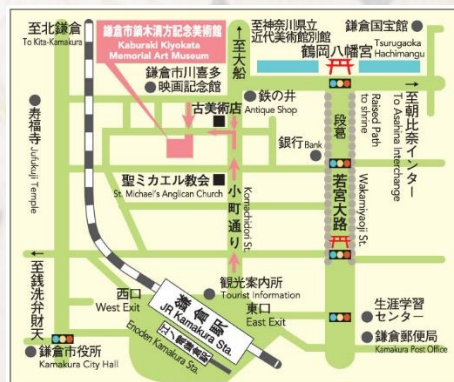 至北鎌倉
To Kita-Kamakura
鎌倉市鏑木清方記念美術館
Kaburaki Kiyokata
Memorial Art Museum
至大船
至神奈川県立
近代美術館別館
鎌倉国宝館
鶴岡八幡宮
Tsurugaoka
Hachimangu
鎌倉市川喜多
映画記念館
鉄の井
古美術店
Antique Shop
寿福寺 Jufukuji Temple
銀行 Bank
段葛
Raised Path
to shrine
至朝比奈インター
To Asahina Interchange
聖ミカエル教会
St. Michael's Anglican Church
小町通り
Komachidori St.
若宮大路
Wakamiyaoji St.
至銭洗弁財天
西口
West Exit
鎌倉駅
JR Kamakura Sta.
江ノ電鎌倉駅
Enoden Kamakura Sta.
観光案内所
Tourist Information
東口
East Exit
生涯学習
センター
鎌倉市役所
Kamakura City Hall
鎌倉郵便局
Kamakura Post Office